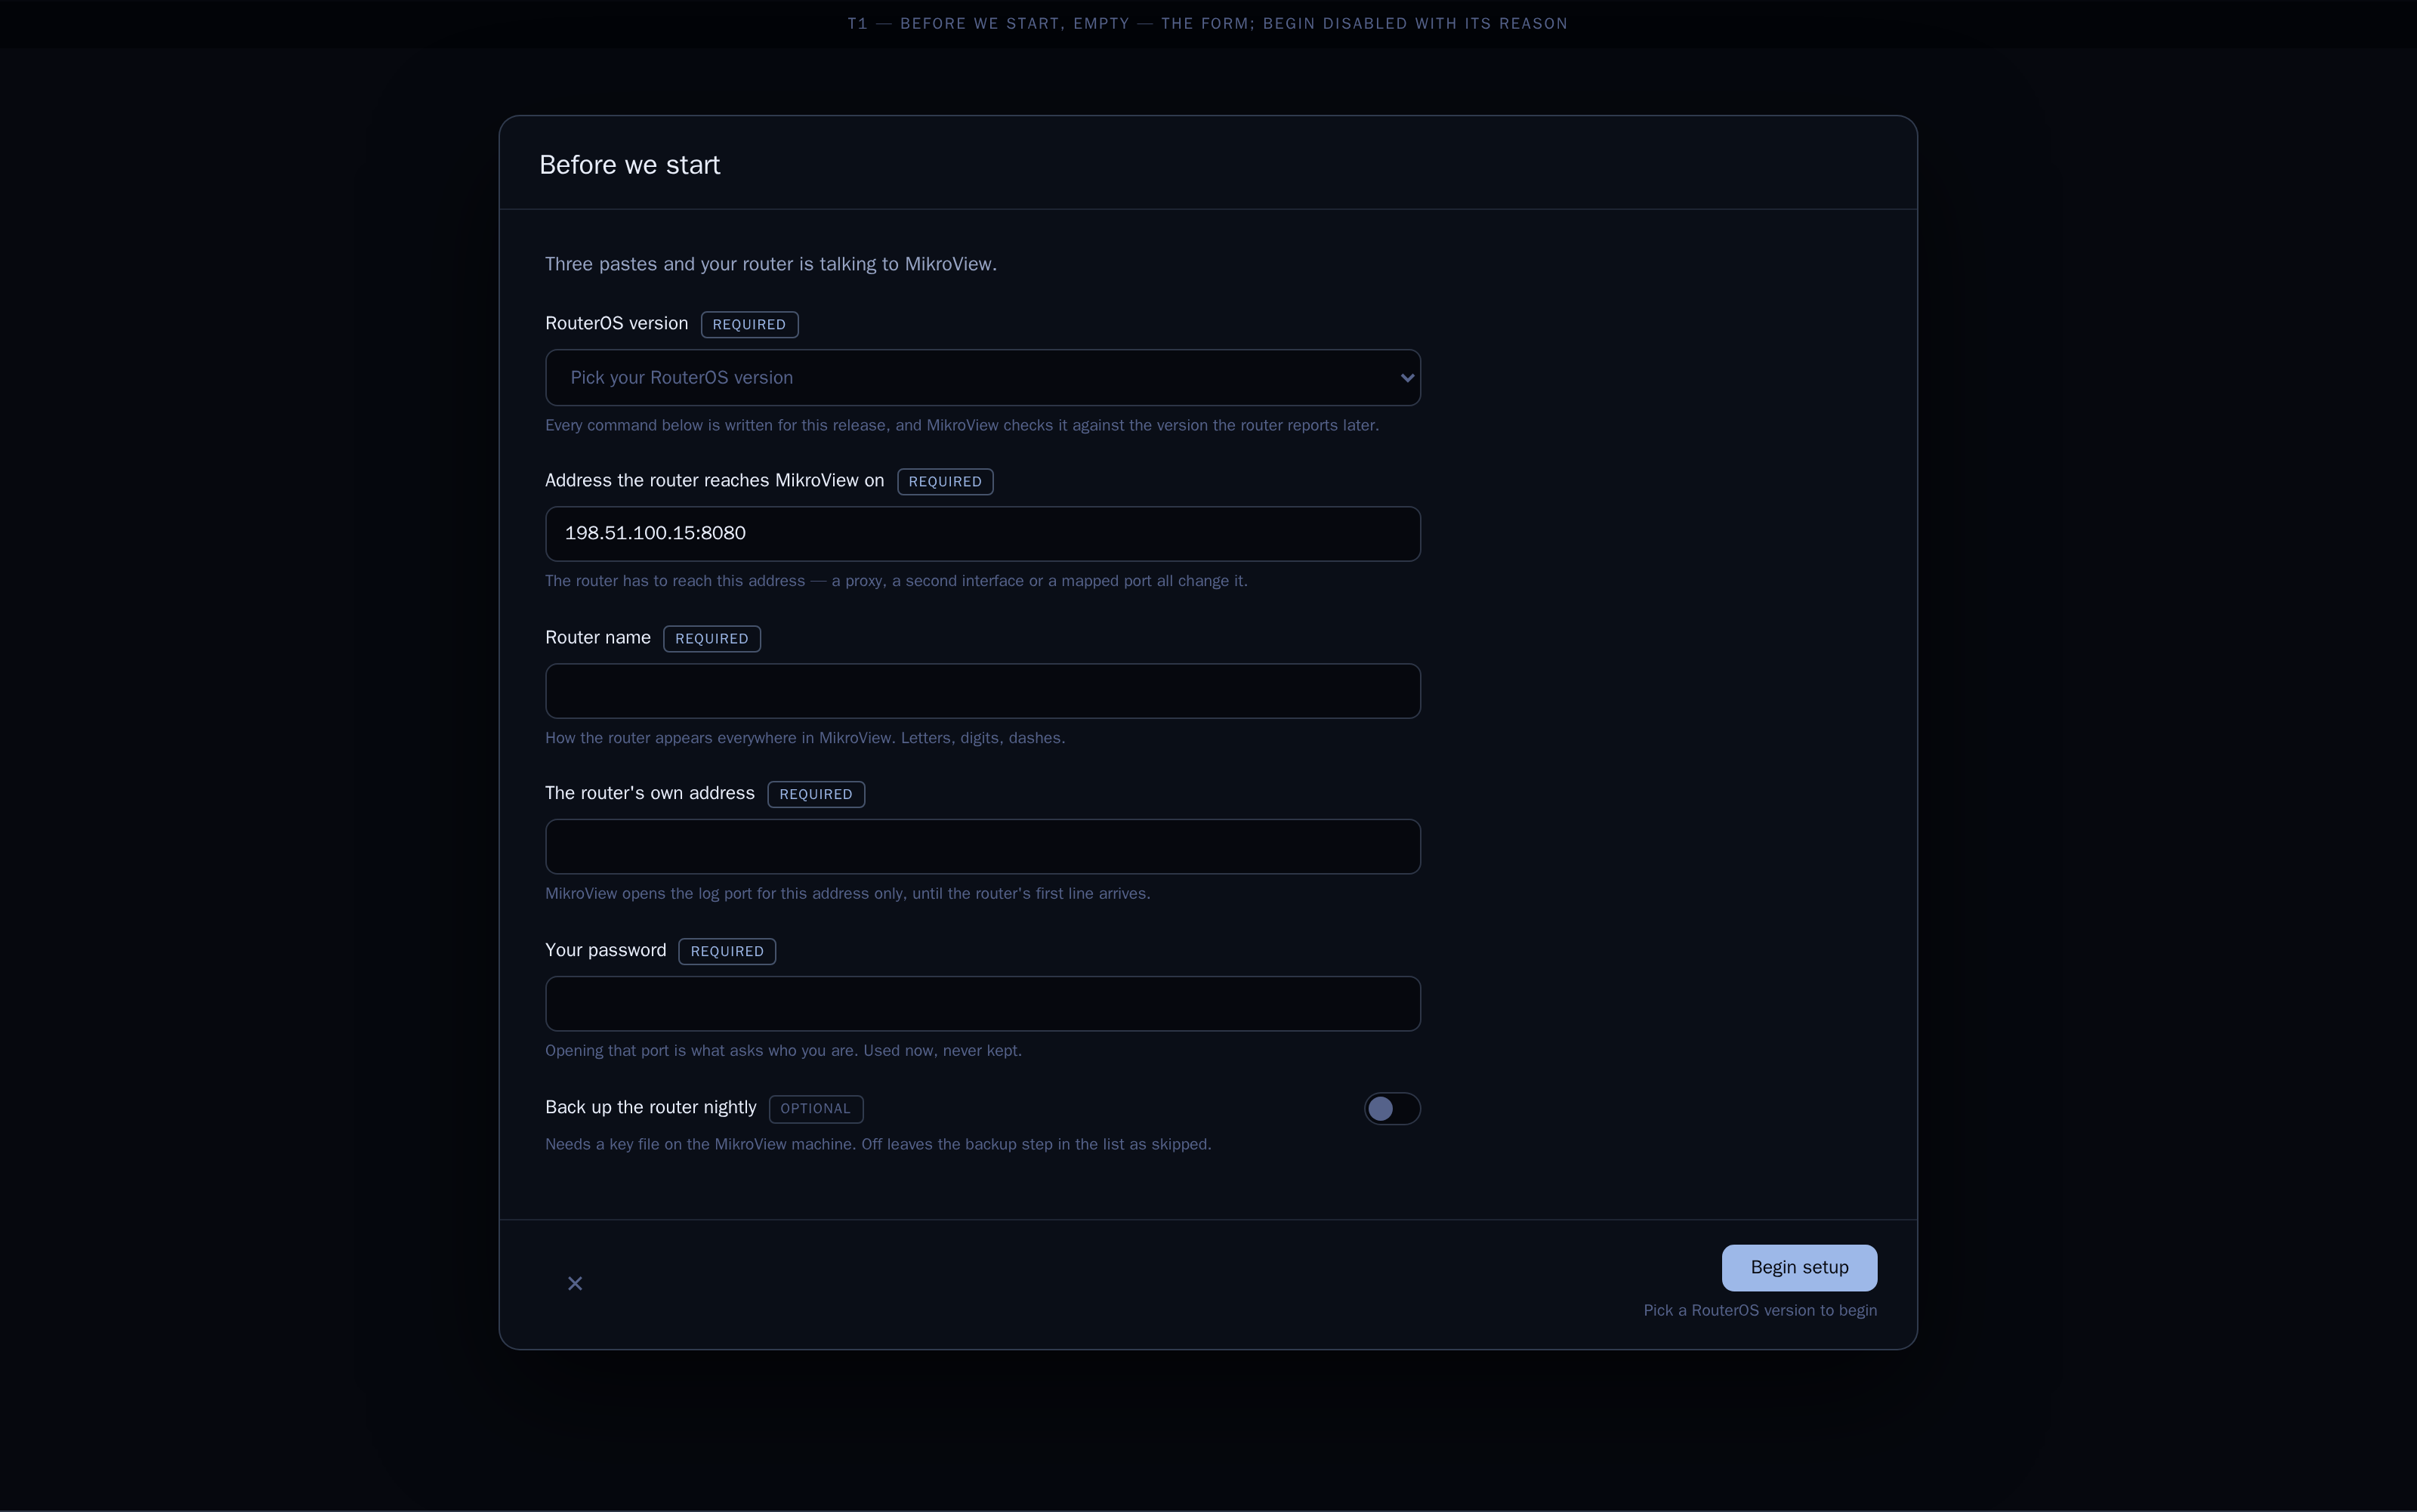 T1 — BEFORE WE START, EMPTY — THE FORM; BEGIN DISABLED WITH ITS REASON
Before we start
Three pastes and your router is talking to MikroView.
RouterOS version REQUIRED
Pick your RouterOS version
Every command below is written for this release, and MikroView checks it against the version the router reports later.
Address the router reaches MikroView on REQUIRED
198.51.100.15:8080
The router has to reach this address — a proxy, a second interface or a mapped port all change it.
Router name REQUIRED
How the router appears everywhere in MikroView. Letters, digits, dashes.
The router's own address REQUIRED
MikroView opens the log port for this address only, until the router's first line arrives.
Your password REQUIRED
Opening that port is what asks who you are. Used now, never kept.
Back up the router nightly OPTIONAL
Needs a key file on the MikroView machine. Off leaves the backup step in the list as skipped.
Begin setup
Pick a RouterOS version to begin